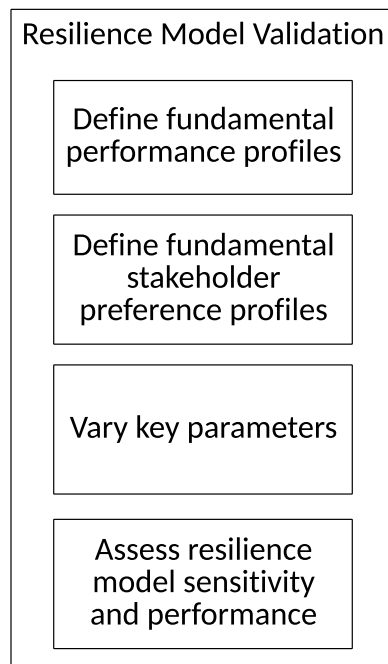 Resilience Model Validation
Define fundamental
performance profiles
Define fundamental
stakeholder
preference profiles
Vary key parameters
Assess resilience
model sensitivity
and performance